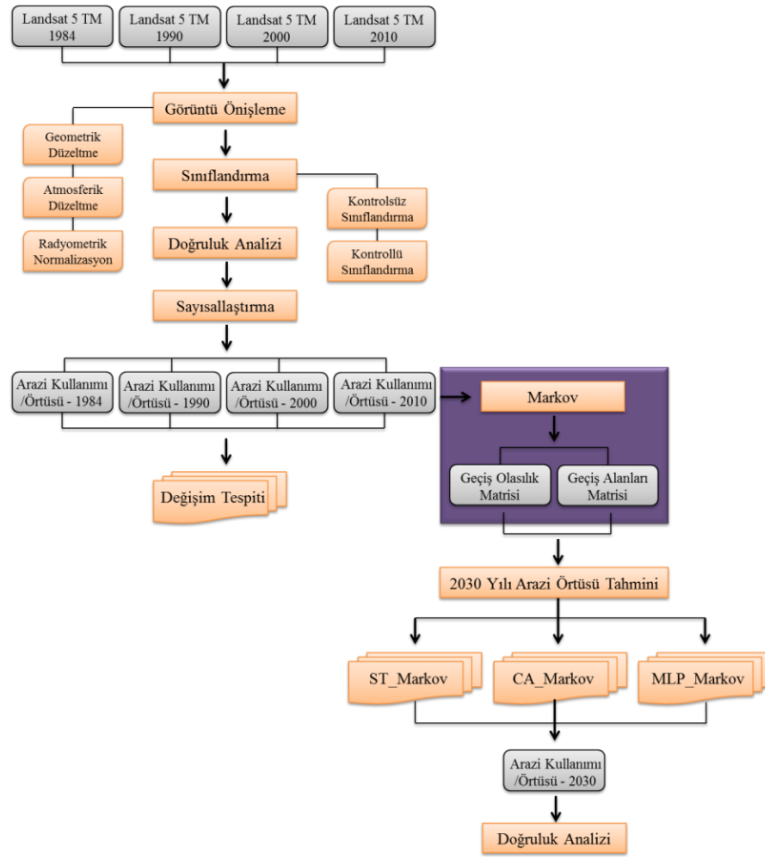 Landsat 5 TM
1984
Landsat 5 TM
1990
Landsat 5 TM
2000
Landsat 5 TM
2010
Görüntü Önişleme
Geometrik
Düzeltme
Atmosferik
Düzeltme
Radyometrik
Normalizasyon
Sınıflandırma
Kontrolsüz
Sınıflandırma
Kontrollü
Sınıflandırma
Doğruluk Analizi
Sayısallaştırma
Arazi Kullanımı
/Örtüsü - 1984
Arazi Kullanımı
/Örtüsü - 1990
Arazi Kullanımı
/Örtüsü - 2000
Arazi Kullanımı
/Örtüsü - 2010
Değişim Tespiti
Markov
Geçiş Olasılık
Matrisi
Geçiş Alanları
Matrisi
2030 Yılı Arazi Örtüsü Tahmini
ST_Markov
CA_Markov
MLP_Markov
Arazi Kullanımı
/Örtüsü - 2030
Doğruluk Analizi